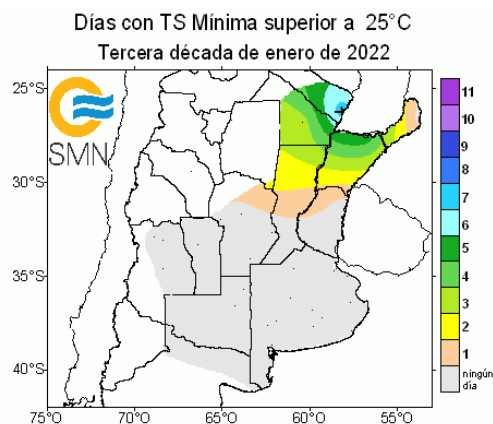 Días con TS Mínima superior a 25°C
Tercera década de enero de 2022
SMN
25°S
30°S
35°S
40°S
75°O
70°O
65°O
60°O
55°O
11
10
9
8
7
6
5
4
3
2
1
ningún
día